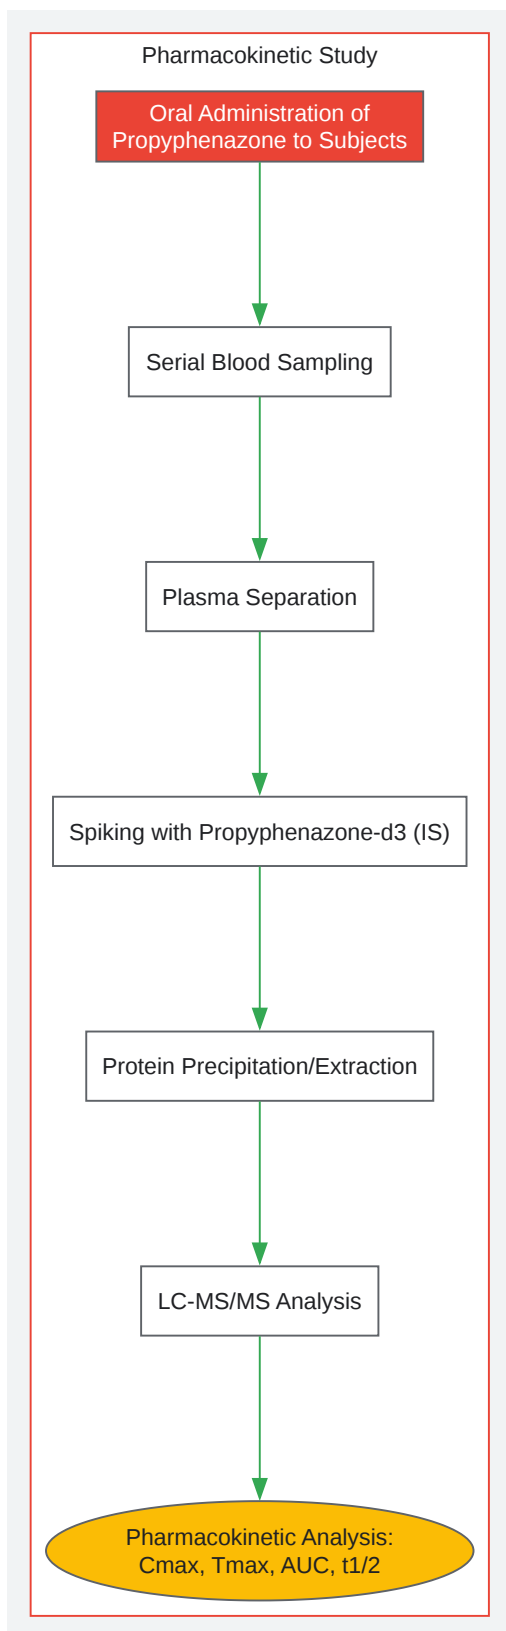 Pharmacokinetic Study
Oral Administration of
Propyphenazone to Subjects
Serial Blood Sampling
Plasma Separation
Spiking with Propyphenazone-d3 (IS)
Protein Precipitation/Extraction
LC-MS/MS Analysis
Pharmacokinetic Analysis:
Cmax, Tmax, AUC, t1/2